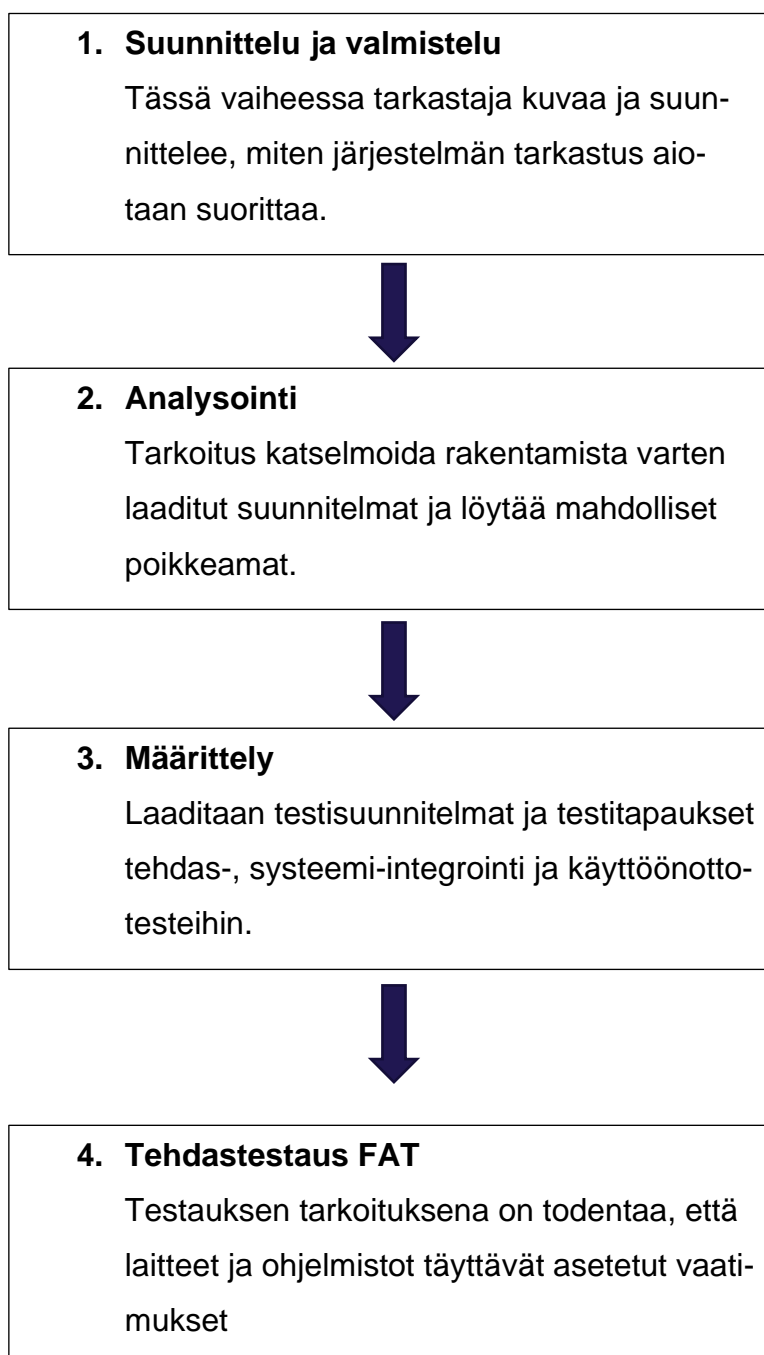 1. Suunnittelu ja valmistelu
Tässä vaiheessa tarkastaja kuvaa ja suun-
nittelee, miten järjestelmän tarkastus aio-
taan suorittaa.
2. Analysointi
Tarkoitus katselmoida rakentamista varten
laaditut suunnitelmat ja löytää mahdolliset
poikkeamat.
3. Määrittely
Laaditaan testisuunnitelmat ja testitapaukset
tehdas-, systeemi-integrointi ja käyttöönotto-
testeihin.
4. Tehdastestaus FAT
Testauksen tarkoituksena on todentaa, että
laitteet ja ohjelmistot täyttävät asetetut vaati-
mukset